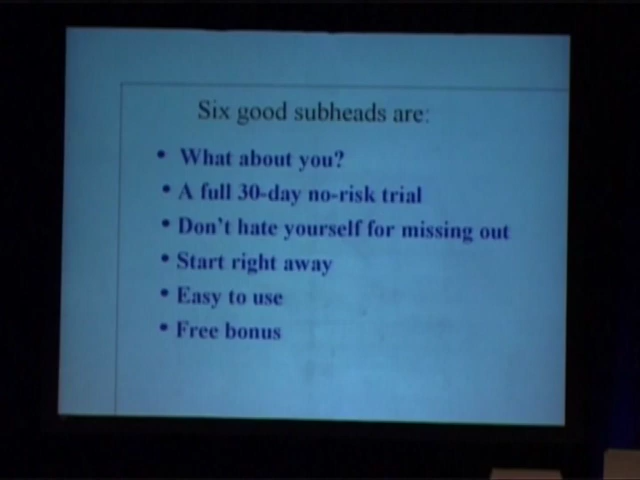 Six good subheads are:
• What about you?
• A full 30-day no-risk trial
• Don't hate yourself for missing out
• Start right away
• Easy to use
• Free bonus